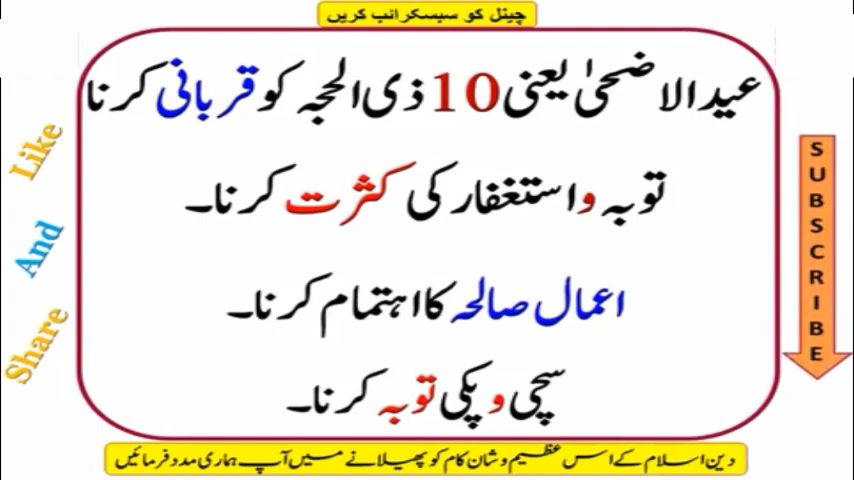 چینل کو سبسکرائب کریں
عیدالاضحیٰ یعنی 10 ذی الحجہ کو قربانی کرنا
توبہ و استغفار کی کثرت کرنا۔
اعمال صالحہ کا اہتمام کرنا۔
سچی و پکی توبہ کرنا۔
دین اسلام کے اس عظیم و شان کام کو پھیلانے میں آپ ہماری مدد فرمائیں
Like
And
Share
SUBSCRIBE